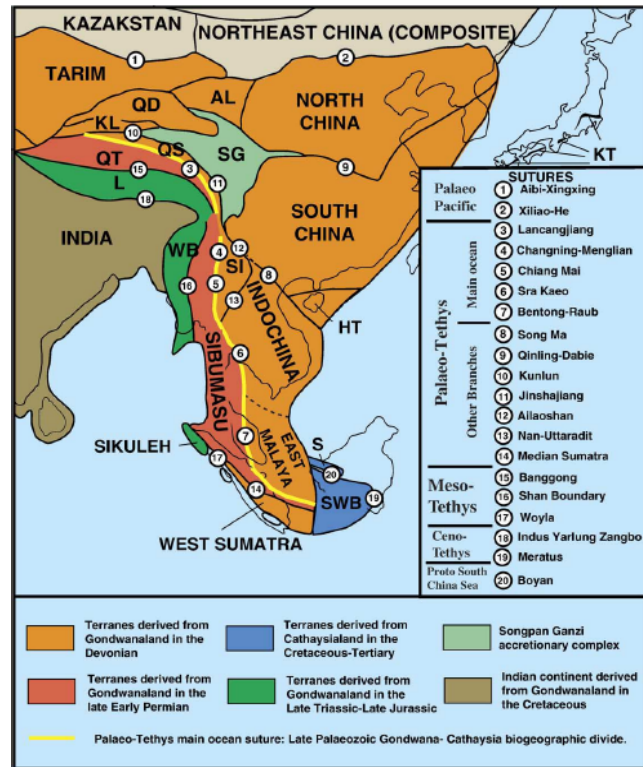 KAZAKSTAN
NORTHEAST CHINA (COMPOSITE)
1
2
TARIM
QD
AL
NORTH
CHINA
KL
10
QS
SG
KT
QT
15
3
11
9
L
18
SOUTH
CHINA
INDIA
WB
4
12
SI
8
5
13
16
INDOCHINA
HT
SIBUMASU
6
SIKULEH
7
EAST
MALAYA
S
17
20
14
SWB
19
WEST SUMATRA
SUTURES
Palaeo
Pacific
1 Aibi-Xingxing
2 Xiliao-He
Palaeo-Tethys
Main ocean
3 Lancangjiang
4 Changning-Menglian
5 Chiang Mai
6 Sra Kaeo
7 Bentong-Raub
Other Branches
8 Song Ma
9 Qinling-Dabie
10 Kunlun
11 Jinshajiang
12 Ailaoshan
13 Nan-Uttaradit
14 Median Sumatra
Meso-
Tethys
15 Banggong
16 Shan Boundary
17 Woyla
Ceno-
Tethys
18 Indus Yarlung Zangbo
19 Meratus
Proto South
China Sea
20 Boyan
Terranes derived from
Gondwanaland in the
Devonian
Terranes derived from
Cathaysialand in the
Cretaceous-Tertiary
Songpan Ganzi
accretionary complex
Terranes derived from
Gondwanaland in the
late Early Permian
Terranes derived from
Gondwanaland in the
Late Triassic-Late Jurassic
Indian continent derived
from Gondwanaland in
the Cretaceous
Palaeo-Tethys main ocean suture: Late Palaeozoic Gondwana- Cathaysia biogeographic divide.